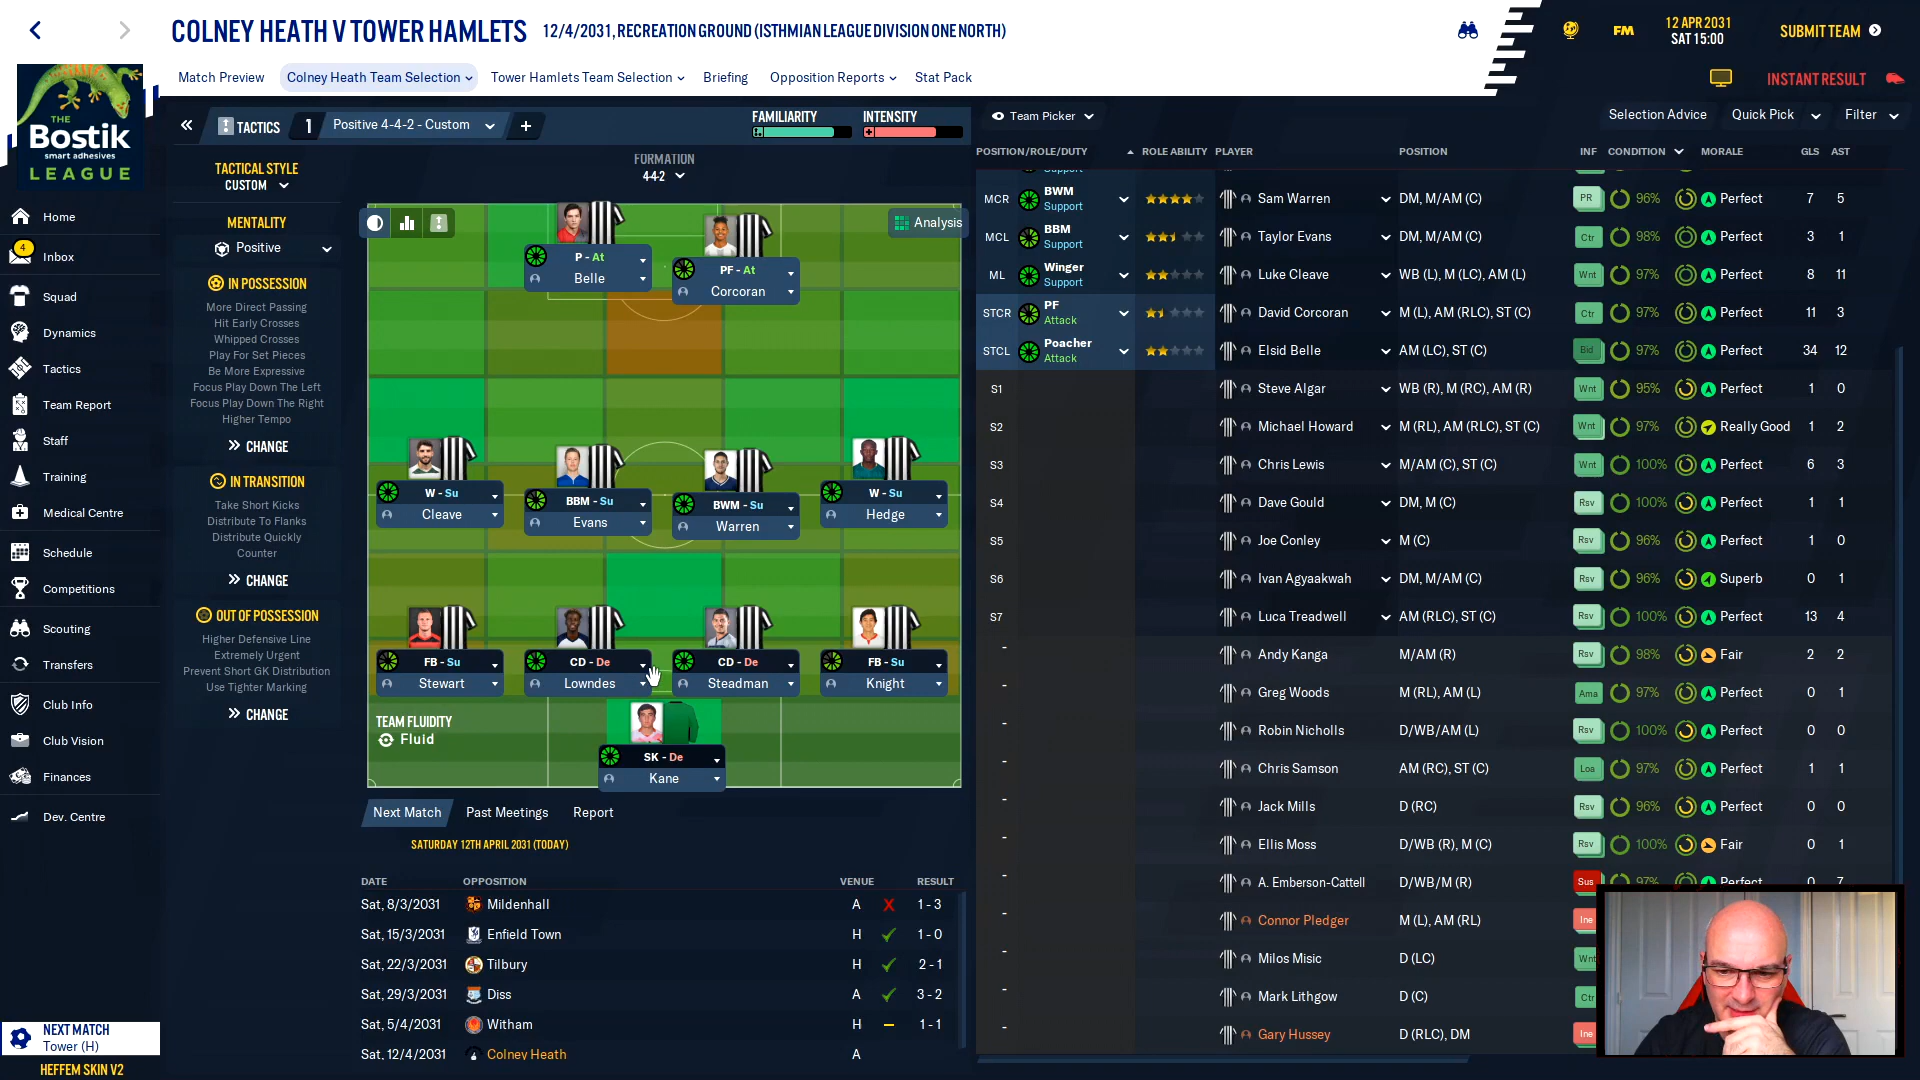 COLNEY HEATH V TOWER HAMLETS
12/4/2031, RECREATION GROUND (ISTHMIAN LEAGUE DIVISION ONE NORTH)
FM
12 APR 2031
SAT 15:00
SUBMIT TEAM
Match Preview
Colney Heath Team Selection
Tower Hamlets Team Selection
Briefing
Opposition Reports
Stat Pack
INSTANT RESULT
THE
Bostik
smart adhesives
LEAGUE
Home
4
Inbox
Squad
Dynamics
Tactics
Team Report
Staff
Training
Medical Centre
Schedule
Competitions
Scouting
Transfers
Club Info
Club Vision
Finances
Dev. Centre
NEXT MATCH
Tower (H)
HEFFEM SKIN V2
TACTICS
1
Positive 4-4-2 - Custom
FAMILIARITY
INTENSITY
TACTICAL STYLE
CUSTOM
MENTALITY
Positive
IN POSSESSION
More Direct Passing
Hit Early Crosses
Whipped Crosses
Play For Set Pieces
Be More Expressive
Focus Play Down The Left
Focus Play Down The Right
Higher Tempo
CHANGE
IN TRANSITION
Take Short Kicks
Distribute To Flanks
Distribute Quickly
Counter
CHANGE
OUT OF POSSESSION
Higher Defensive Line
Extremely Urgent
Prevent Short GK Distribution
Use Tighter Marking
CHANGE
FORMATION
4-4-2
Analysis
P - At
Belle
PF - At
Corcoran
W - Su
Cleave
BBM - Su
Evans
BWM - Su
Warren
W - Su
Hedge
FB - Su
Stewart
CD - De
Lowndes
CD - De
Steadman
FB - Su
Knight
TEAM FLUIDITY
Fluid
SK - De
Kane
Next Match
Past Meetings
Report
SATURDAY 12TH APRIL 2031 (TODAY)
DATE OPPOSITION VENUE RESULT
Sat, 8/3/2031 Mildenhall A 1 - 3
Sat, 15/3/2031 Enfield Town H 1 - 0
Sat, 22/3/2031 Tilbury H 2 - 1
Sat, 29/3/2031 Diss A 3 - 2
Sat, 5/4/2031 Witham H 1 - 1
Sat, 12/4/2031 Colney Heath A
Team Picker
Selection Advice
Quick Pick
Filter
POSITION/ROLE/DUTY ROLE ABILITY PLAYER POSITION INF CONDITION MORALE GLS AST
Support
MCR BWM Support Sam Warren DM, M/AM (C) PR 96% Perfect 7 5
MCL BBM Support Taylor Evans DM, M/AM (C) Ctr 98% Perfect 3 1
ML Winger Support Luke Cleave WB (L), M (LC), AM (L) Wnt 97% Perfect 8 11
STCR PF Attack David Corcoran M (L), AM (RLC), ST (C) Ctr 97% Perfect 11 3
STCL Poacher Attack Elsid Belle AM (LC), ST (C) Bid 97% Perfect 34 12
S1 Steve Algar WB (R), M (RC), AM (R) Wnt 95% Perfect 1 0
S2 Michael Howard M (RL), AM (RLC), ST (C) Wnt 97% Really Good 1 2
S3 Chris Lewis M/AM (C), ST (C) Wnt 100% Perfect 6 3
S4 Dave Gould DM, M (C) Rsv 100% Perfect 1 1
S5 Joe Conley M (C) Rsv 96% Perfect 1 0
S6 Ivan Agyaakwah DM, M/AM (C) Rsv 96% Superb 0 1
S7 Luca Treadwell AM (RLC), ST (C) Rsv 100% Perfect 13 4
- Andy Kanga M/AM (R) Rsv 98% Fair 2 2
- Greg Woods M (RL), AM (L) Ama 97% Perfect 0 1
- Robin Nicholls D/WB/AM (L) Rsv 100% Perfect 0 0
- Chris Samson AM (RC), ST (C) Loa 97% Perfect 1 1
- Jack Mills D (RC) Rsv 96% Perfect 0 0
- Ellis Moss D/WB (R), M (C) Rsv 100% Fair 0 1
- A. Emberson-Cattell D/WB/M (R) Sus 97% Perfect 0 7
- Connor Pledger M (L), AM (RL) Ine
- Milos Misic D (LC) Wnt
- Mark Lithgow D (C) Ctr
- Gary Hussey D (RLC), DM Ine